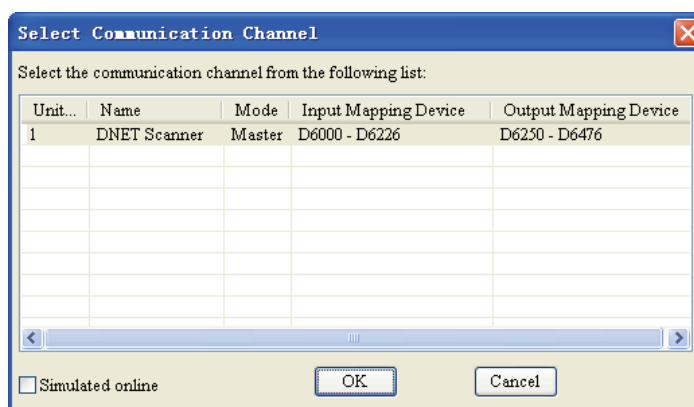 Select Communication Channel
Select the communication channel from the following list:
Unit... Name Mode Input Mapping Device Output Mapping Device
1 DNET Scanner Master D6000 - D6226 D6250 - D6476
Simulated online OK Cancel